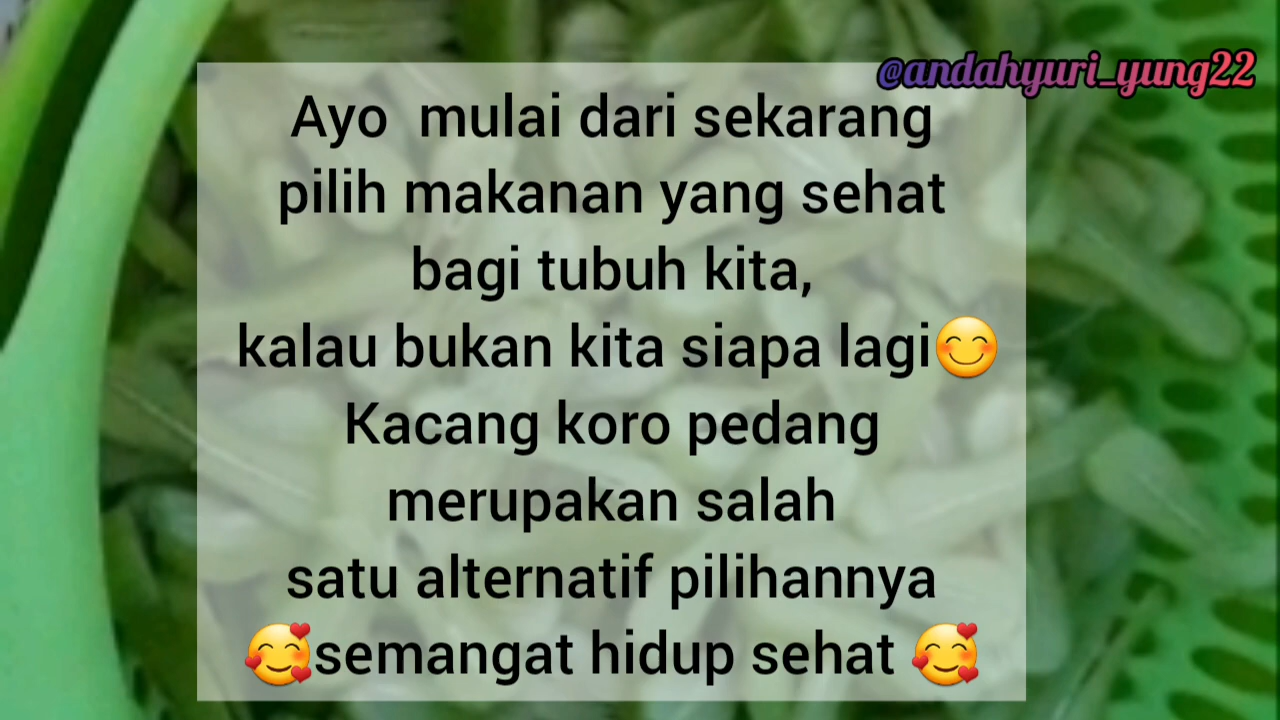 @andahyuri_yung22
Ayo mulai dari sekarang
pilih makanan yang sehat
bagi tubuh kita,
kalau bukan kita siapa lagi😊
Kacang koro pedang
merupakan salah
satu alternatif pilihannya
🥰semangat hidup sehat 🥰